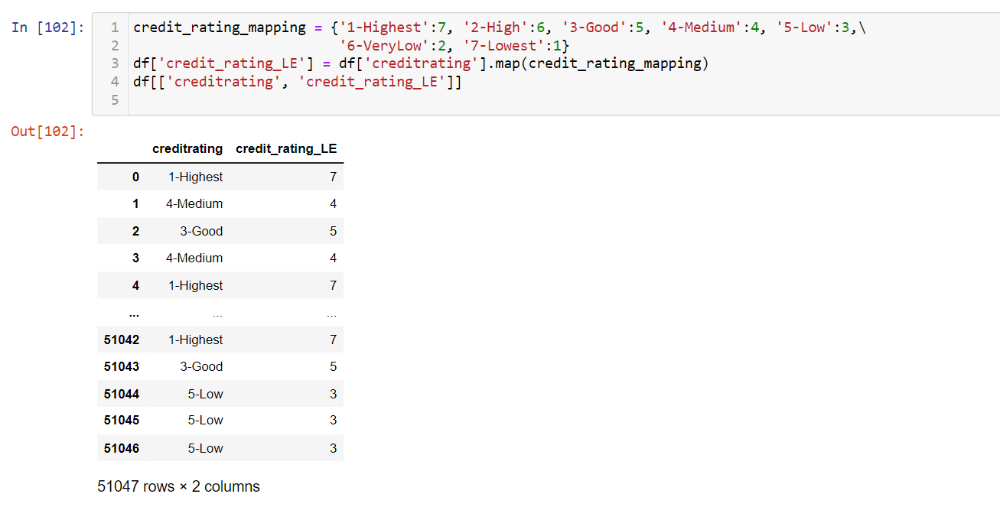 In [102]:
1 credit_rating_mapping = {'1-Highest':7, '2-High':6, '3-Good':5, '4-Medium':4, '5-Low':3,\
2 '6-VeryLow':2, '7-Lowest':1}
3 df['credit_rating_LE'] = df['creditrating'].map(credit_rating_mapping)
4 df[['creditrating', 'credit_rating_LE']]
5
Out[102]:
creditrating credit_rating_LE
0 1-Highest 7
1 4-Medium 4
2 3-Good 5
3 4-Medium 4
4 1-Highest 7
... ... ...
51042 1-Highest 7
51043 3-Good 5
51044 5-Low 3
51045 5-Low 3
51046 5-Low 3
51047 rows × 2 columns